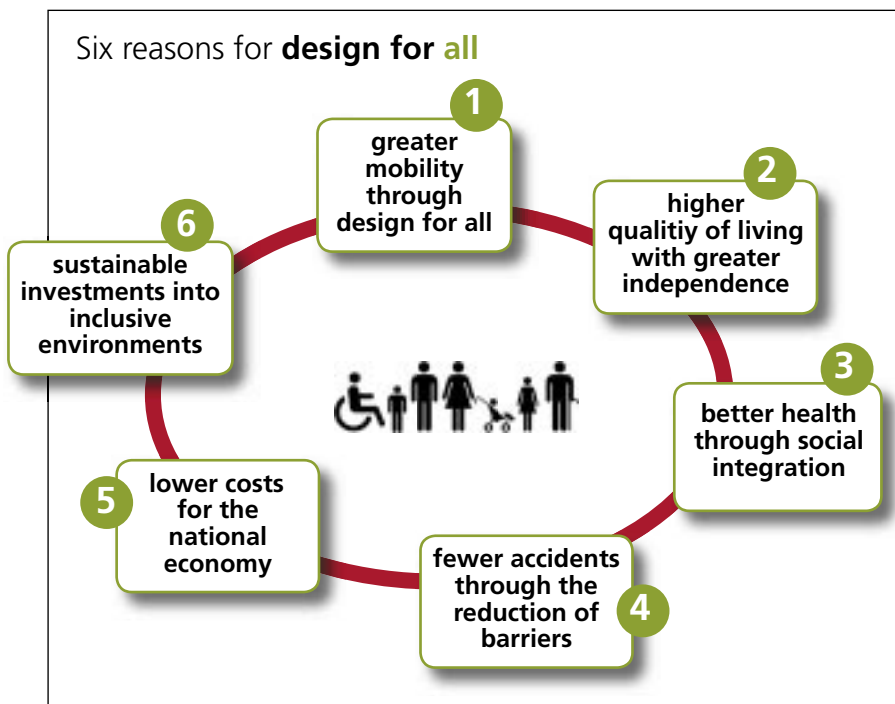 Six reasons for design for all
1
greater
mobility
through
design for all
2
higher
qualitiy of living
with greater
independence
3
better health
through social
integration
4
fewer accidents
through the
reduction of
barriers
5
lower costs
for the
national
economy
6
sustainable
investments into
inclusive
environments